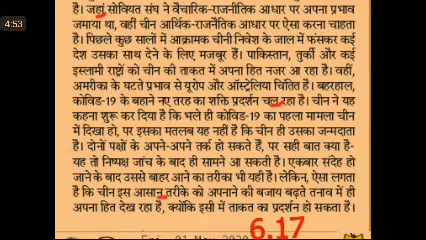 4:53
है। जहां सोवियत संघ ने वैचारिक-राजनीतिक आधार पर अपना प्रभाव
जमाया था, वहीं चीन आर्थिक-राजनैतिक आधार पर ऐसा करना चाहता
है। पिछले कुछ सालों में आक्रामक चीनी निवेश के जाल में फंसकर कई
देश उसका साथ देने के लिए मजबूर हैं। पाकिस्तान, तुर्की और कई
इस्लामी राष्ट्रों को चीन की ताकत में अपना हित नजर आ रहा है। वहीं,
अमरीका के घटते प्रभाव से यूरोप और ऑस्ट्रेलिया चिंतित हैं। बहरहाल,
कोविड-19 के बहाने नए तरह का शक्ति प्रदर्शन चल रहा है। चीन ने यह
कहना शुरू कर दिया है कि भले ही कोविड-19 का पहला मामला चीन
में दिखा हो, पर इसका मतलब यह नहीं है कि चीन ही उसका जन्मदाता
है। दोनों पक्षों के अपने-अपने तर्क हो सकते हैं, पर सही बात क्या है-
यह तो निष्पक्ष जांच के बाद ही सामने आ सकती है। एकबार संदेह हो
जाने के बाद उससे बाहर आने का तरीका भी यही है। लेकिन, ऐसा लगता
है कि चीन इस आसान तरीके को अपनाने की बजाय बढ़ते तनाव में ही
अपना हित देख रहा है, क्योंकि इसी में ताकत का प्रदर्शन हो सकता है।
6.17